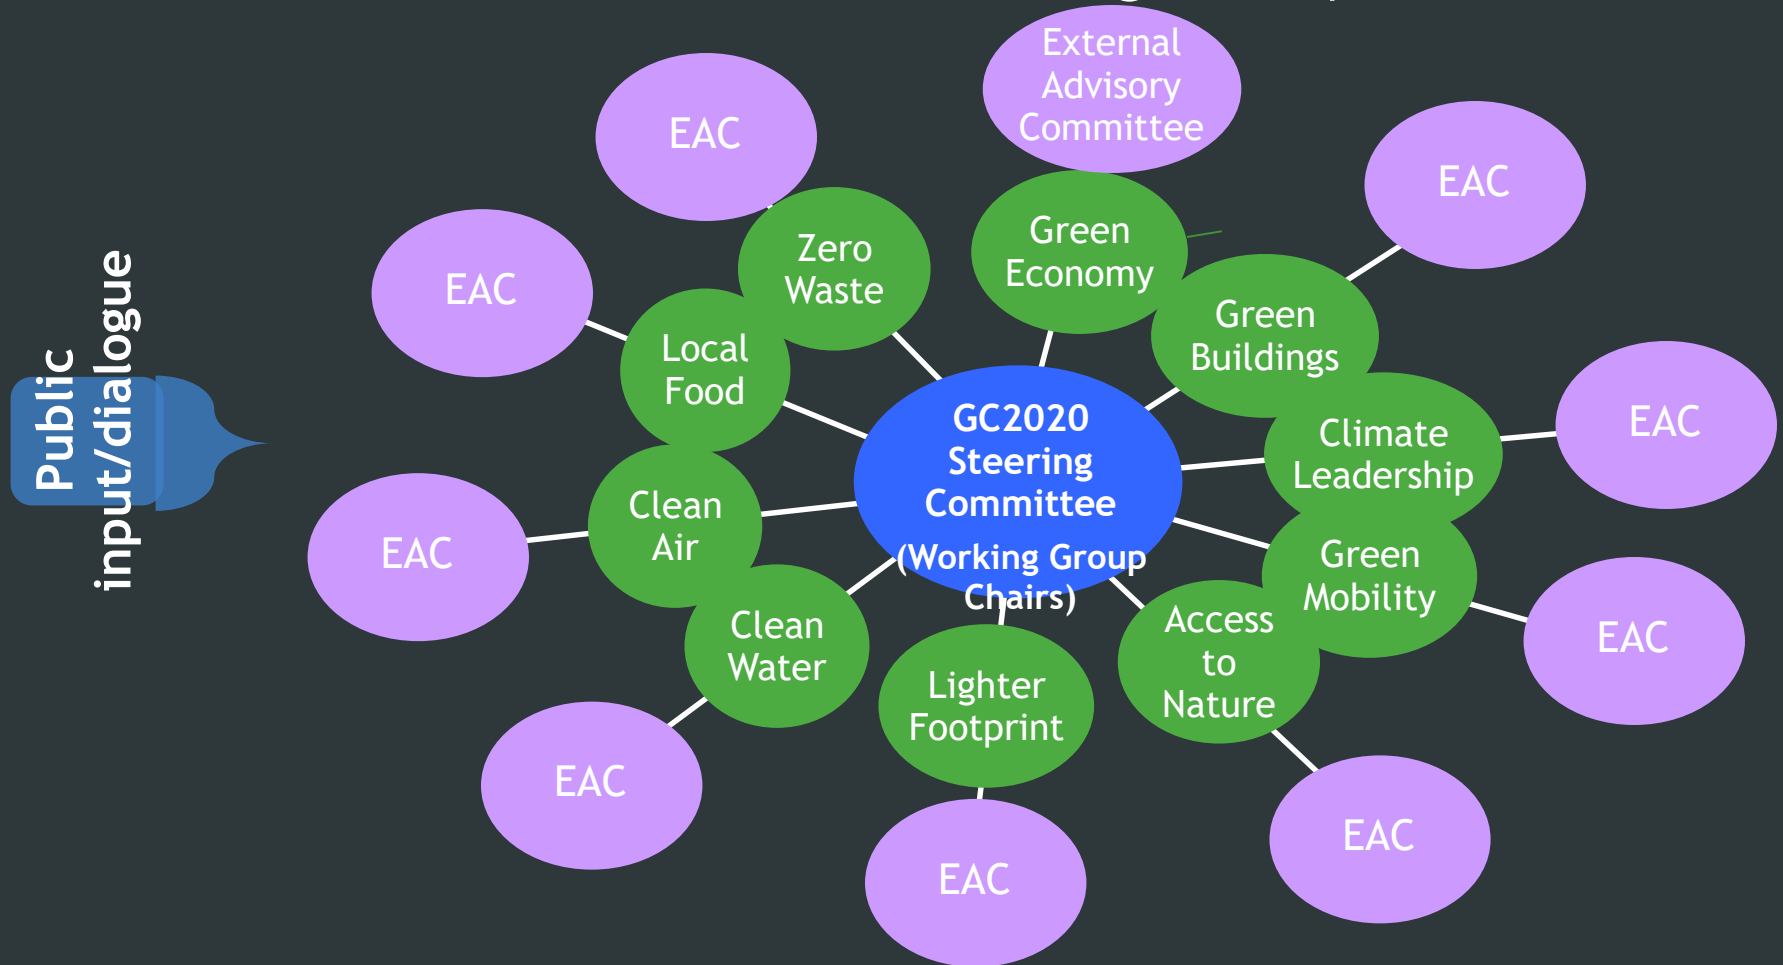 External
Advisory
Committee
EAC
EAC
Green
Economy
Zero
Waste
EAC
Green
Buildings
Local
Food
EAC
Climate
Leadership
GC2020
Steering
Committee
(Working Group
Chairs)
Public
input/dialogue
Clean
Air
EAC
Green
Mobility
EAC
Access
to
Nature
Clean
Water
Lighter
Footprint
EAC
EAC
EAC